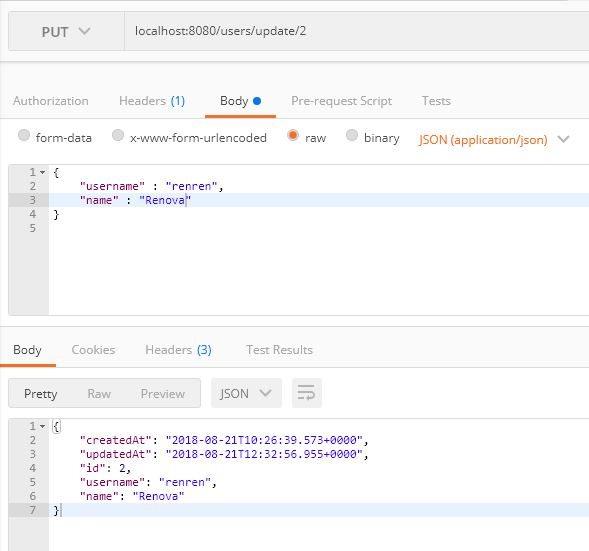 PUT localhost:8080/users/update/2
Authorization Headers (1) Body Pre-request Script Tests
form-data x-www-form-urlencoded raw binary JSON (application/json)
1 {
2 "username" : "renren",
3 "name" : "Renova"
4 }
5
Body Cookies Headers (3) Test Results
Pretty Raw Preview JSON
1 {
2 "createdAt": "2018-08-21T10:26:39.573+0000",
3 "updatedAt": "2018-08-21T12:32:56.955+0000",
4 "id": 2,
5 "username": "renren",
6 "name": "Renova"
7 }